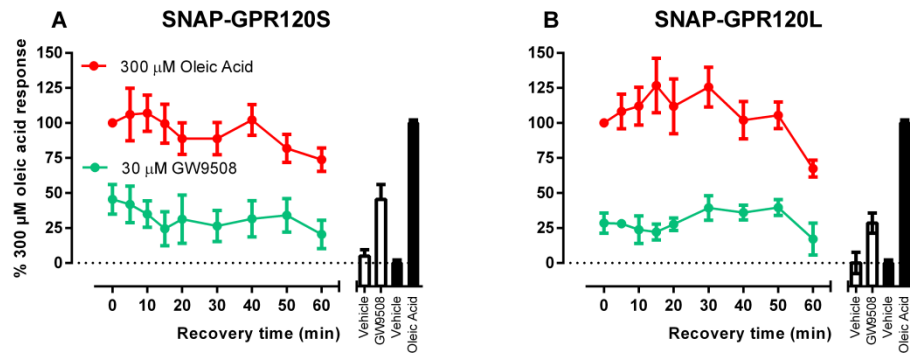 A
SNAP-GPR120S
% 300 µM oleic acid response
150
125
100
75
50
25
0
300 µM Oleic Acid
30 µM GW9508
0
10
20
30
40
50
60
Recovery time (min)
Vehicle
GW9508
Vehicle
Oleic Acid
B
SNAP-GPR120L
150
125
100
75
50
25
0
0
10
20
30
40
50
60
Recovery time (min)
Vehicle
GW9508
Vehicle
Oleic Acid